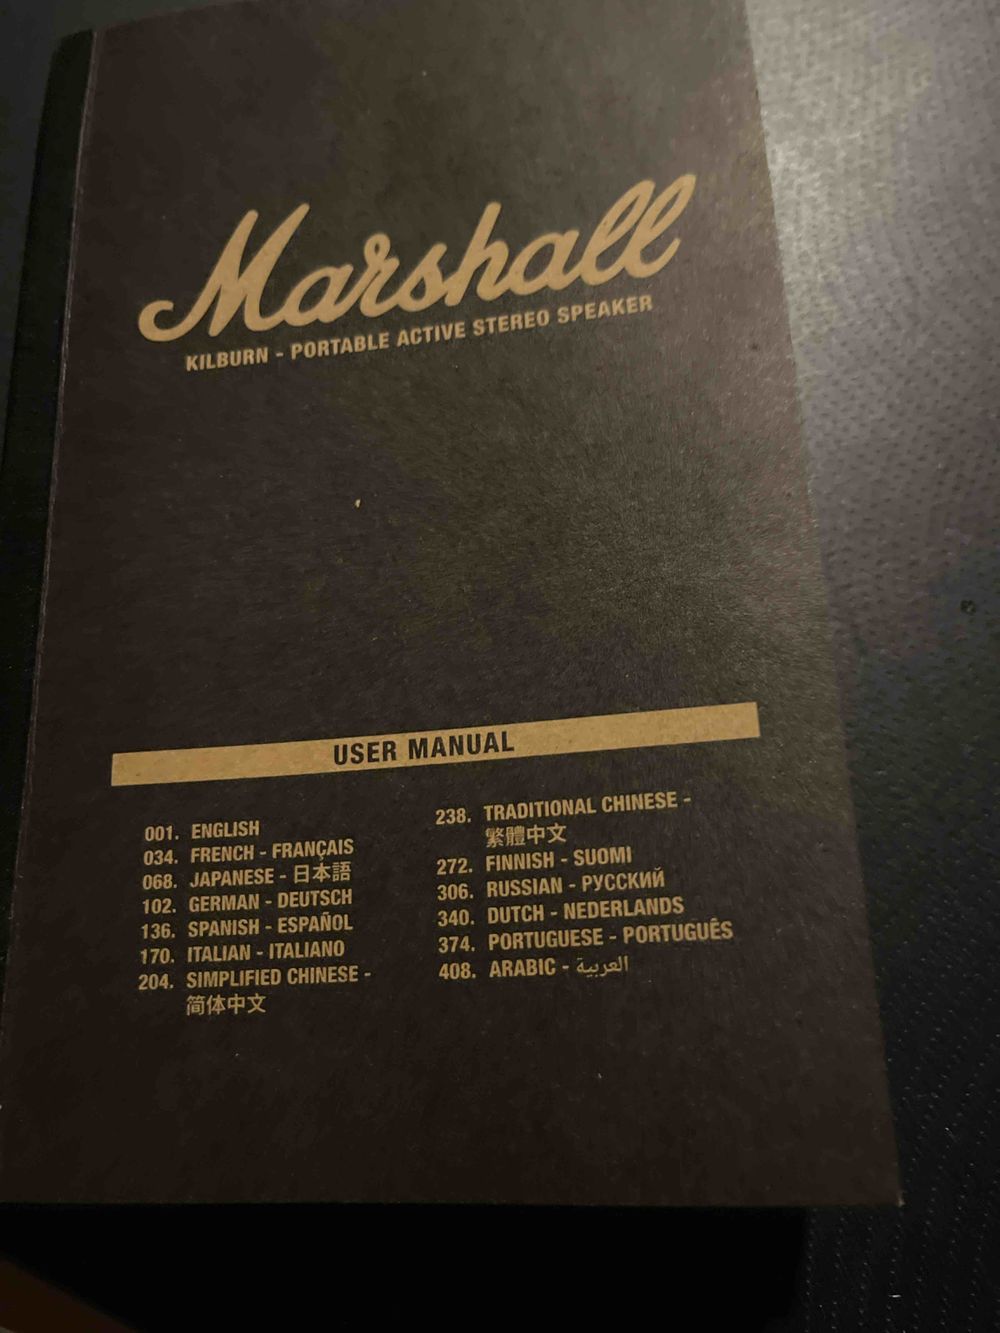 Marshall
KILBURN - PORTABLE ACTIVE STEREO SPEAKER
USER MANUAL
001. ENGLISH
034. FRENCH - FRANÇAIS
068. JAPANESE - 日本語
102. GERMAN - DEUTSCH
136. SPANISH - ESPAÑOL
170. ITALIAN - ITALIANO
204. SIMPLIFIED CHINESE -
简体中文
238. TRADITIONAL CHINESE -
繁體中文
272. FINNISH - SUOMI
306. RUSSIAN - РУССКИЙ
340. DUTCH - NEDERLANDS
374. PORTUGUESE - PORTUGUÊS
408. ARABIC - العربية